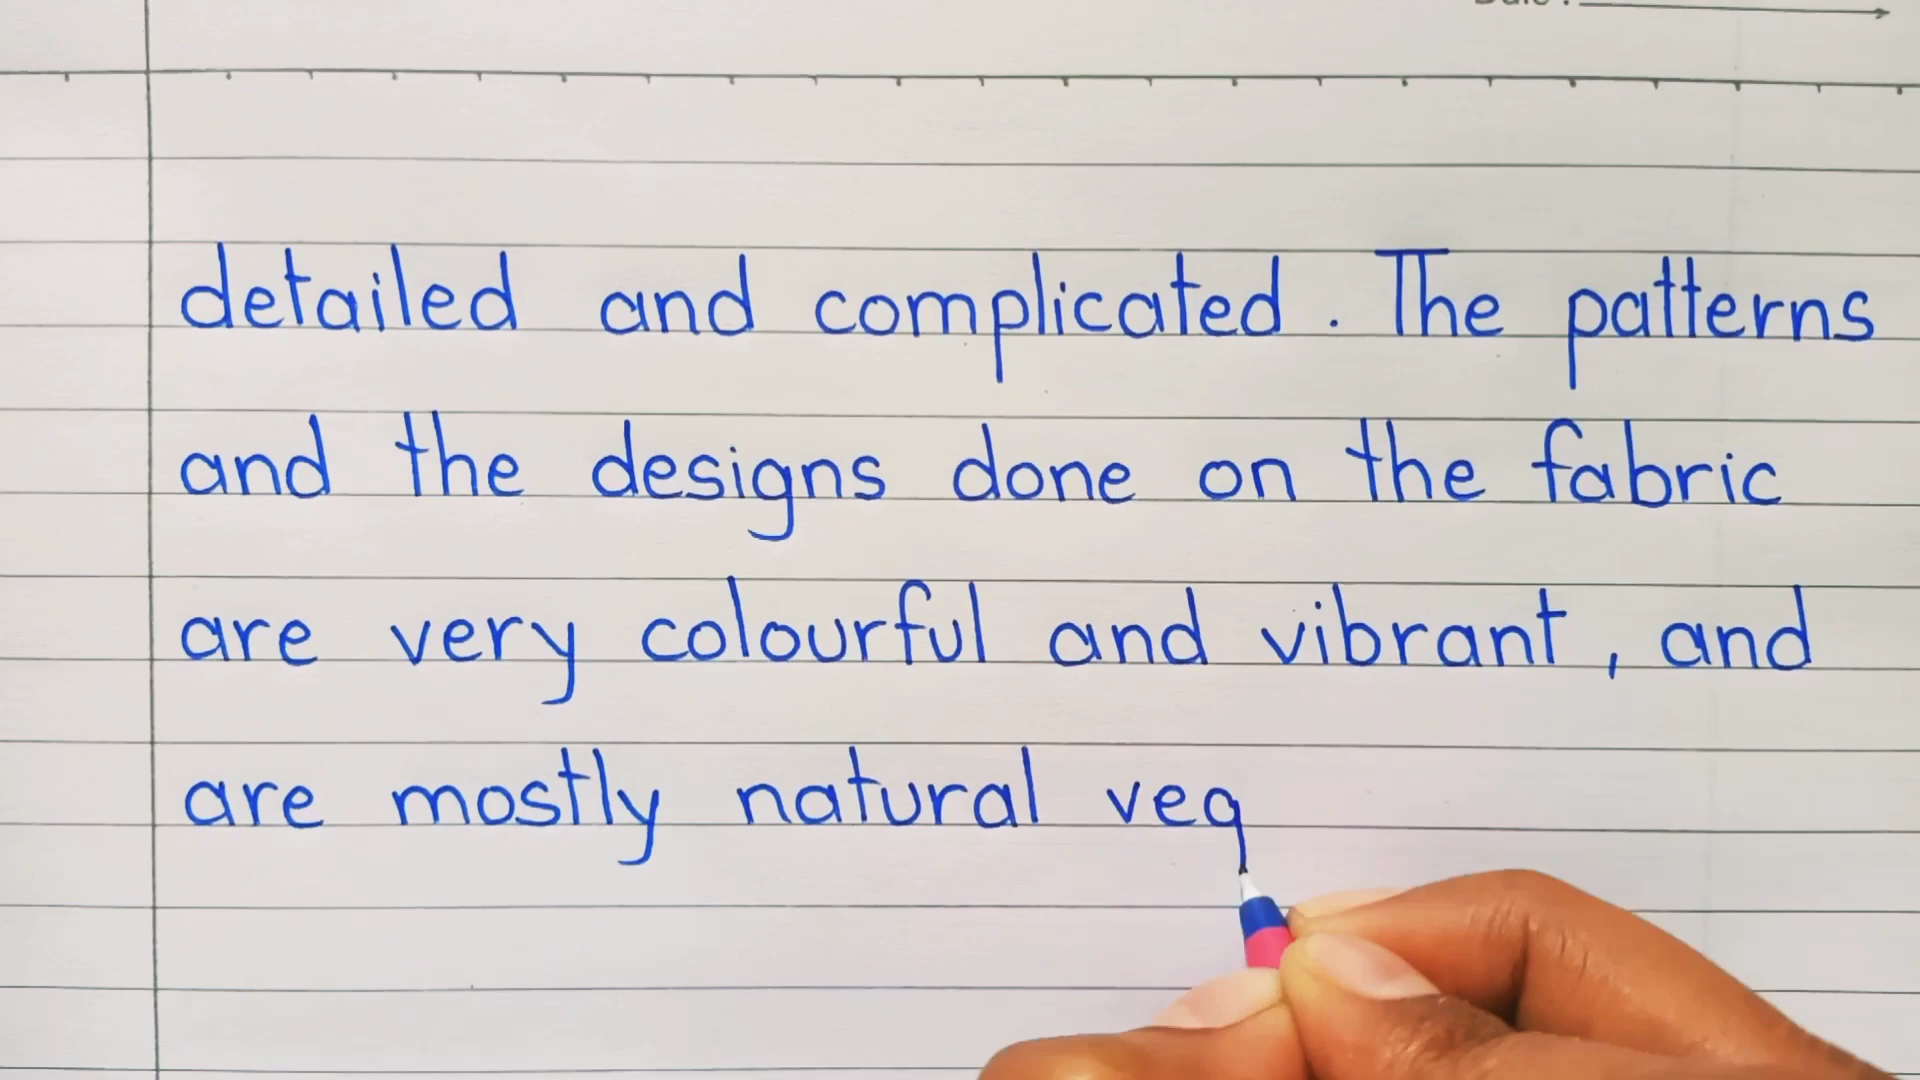 detailed and complicated. The patterns
and the designs done on the fabric
are very colourful and vibrant, and
are mostly natural veg